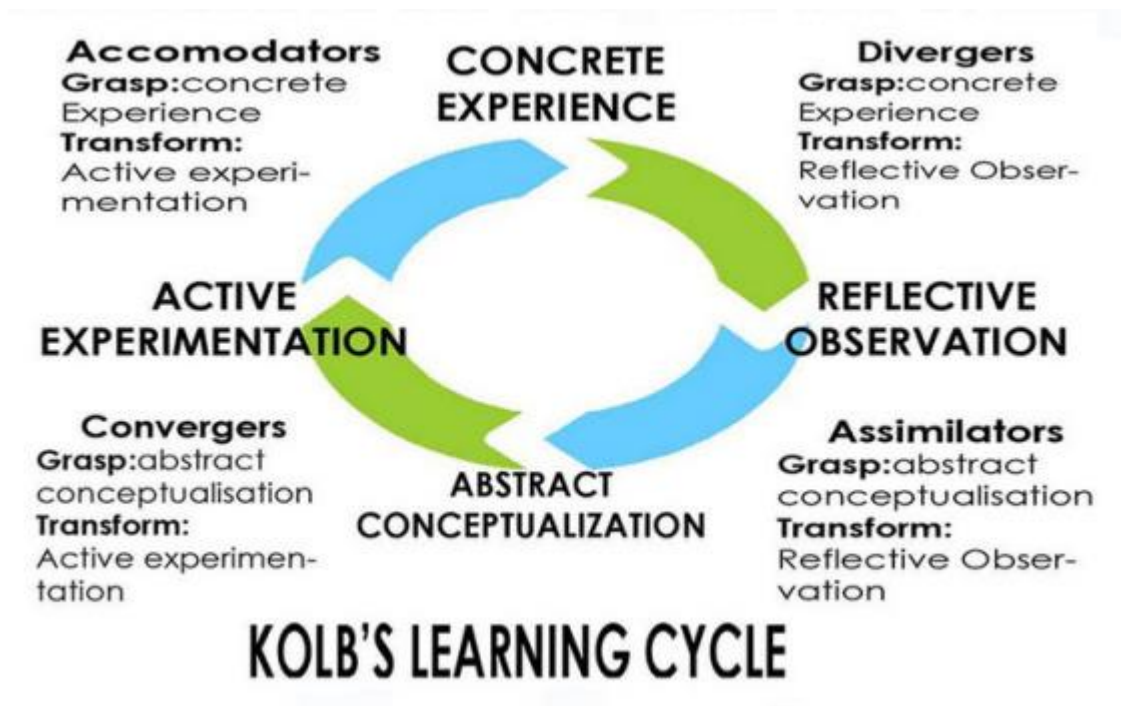 Accomodators
Grasp:concrete
Experience
Transform:
Active experi-
mentation
CONCRETE
EXPERIENCE
Divergers
Grasp:concrete
Experience
Transform:
Reflective Obser-
vation
ACTIVE
EXPERIMENTATION
REFLECTIVE
OBSERVATION
Convergers
Grasp:abstract
conceptualisation
Transform:
Active experimen-
tation
ABSTRACT
CONCEPTUALIZATION
Assimilators
Grasp:abstract
conceptualisation
Transform:
Reflective Obser-
vation
KOLB'S LEARNING CYCLE